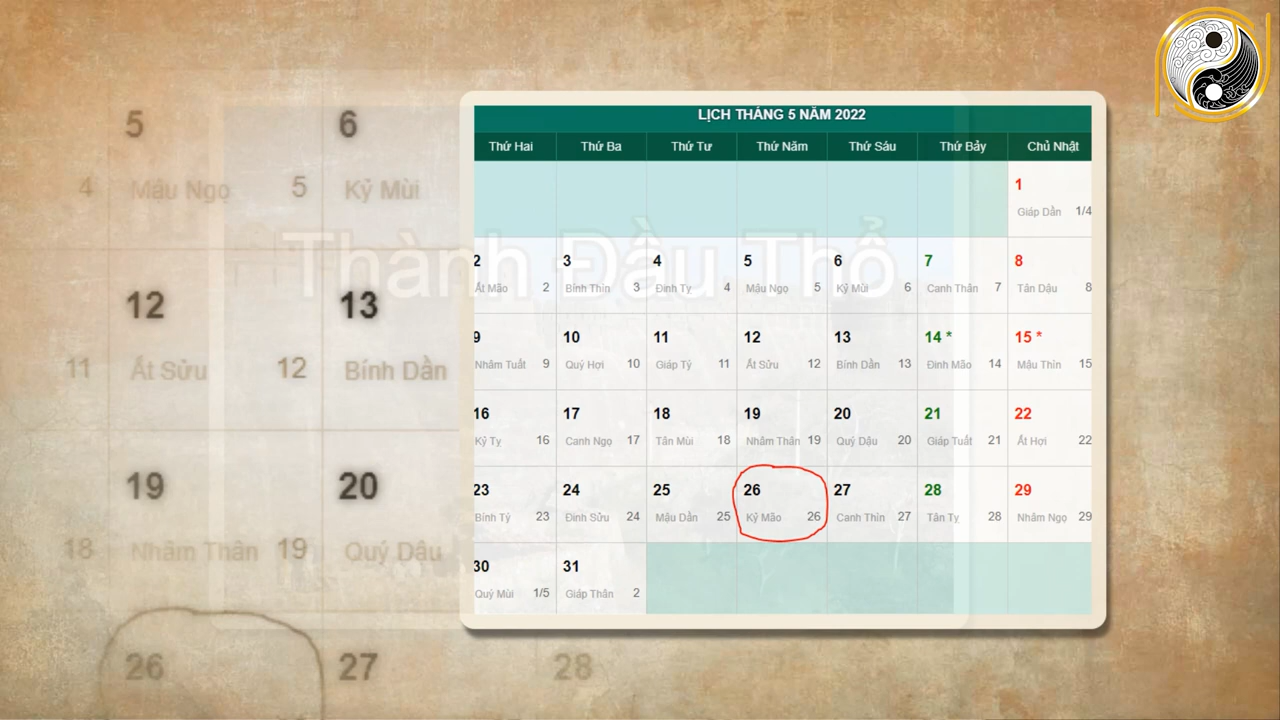 LỊCH THÁNG 5 NĂM 2022
Thứ Hai Thứ Ba Thứ Tư Thứ Năm Thứ Sáu Thứ Bảy Chủ Nhật
1
Giáp Dần 1/4
2 3 4 5 6 7 8
Ất Mão 2 Bính Thìn 3 Đinh Tỵ 4 Mậu Ngọ 5 Kỷ Mùi 6 Canh Thân 7 Tân Dậu 8
9 10 11 12 13 14 * 15 *
Nhâm Tuất 9 Quý Hợi 10 Giáp Tý 11 Ất Sửu 12 Bính Dần 13 Đinh Mão 14 Mậu Thìn 15
16 17 18 19 20 21 22
Kỷ Tỵ 16 Canh Ngọ 17 Tân Mùi 18 Nhâm Thân 19 Quý Dậu 20 Giáp Tuất 21 Ất Hợi 22
23 24 25 26 27 28 29
Bính Tý 23 Đinh Sửu 24 Mậu Dần 25 Kỷ Mão 26 Canh Thìn 27 Tân Tỵ 28 Nhâm Ngọ 29
30 31
Quý Mùi 1/5 Giáp Thân 2
Thành Đầu Thổ
5 6
4 Mậu Ngọ 5 Kỷ Mùi
12 13
11 Ất Sửu 12 Bính Dần
19 20
18 Nhâm Thân 19 Quý Dậu
26 27 28